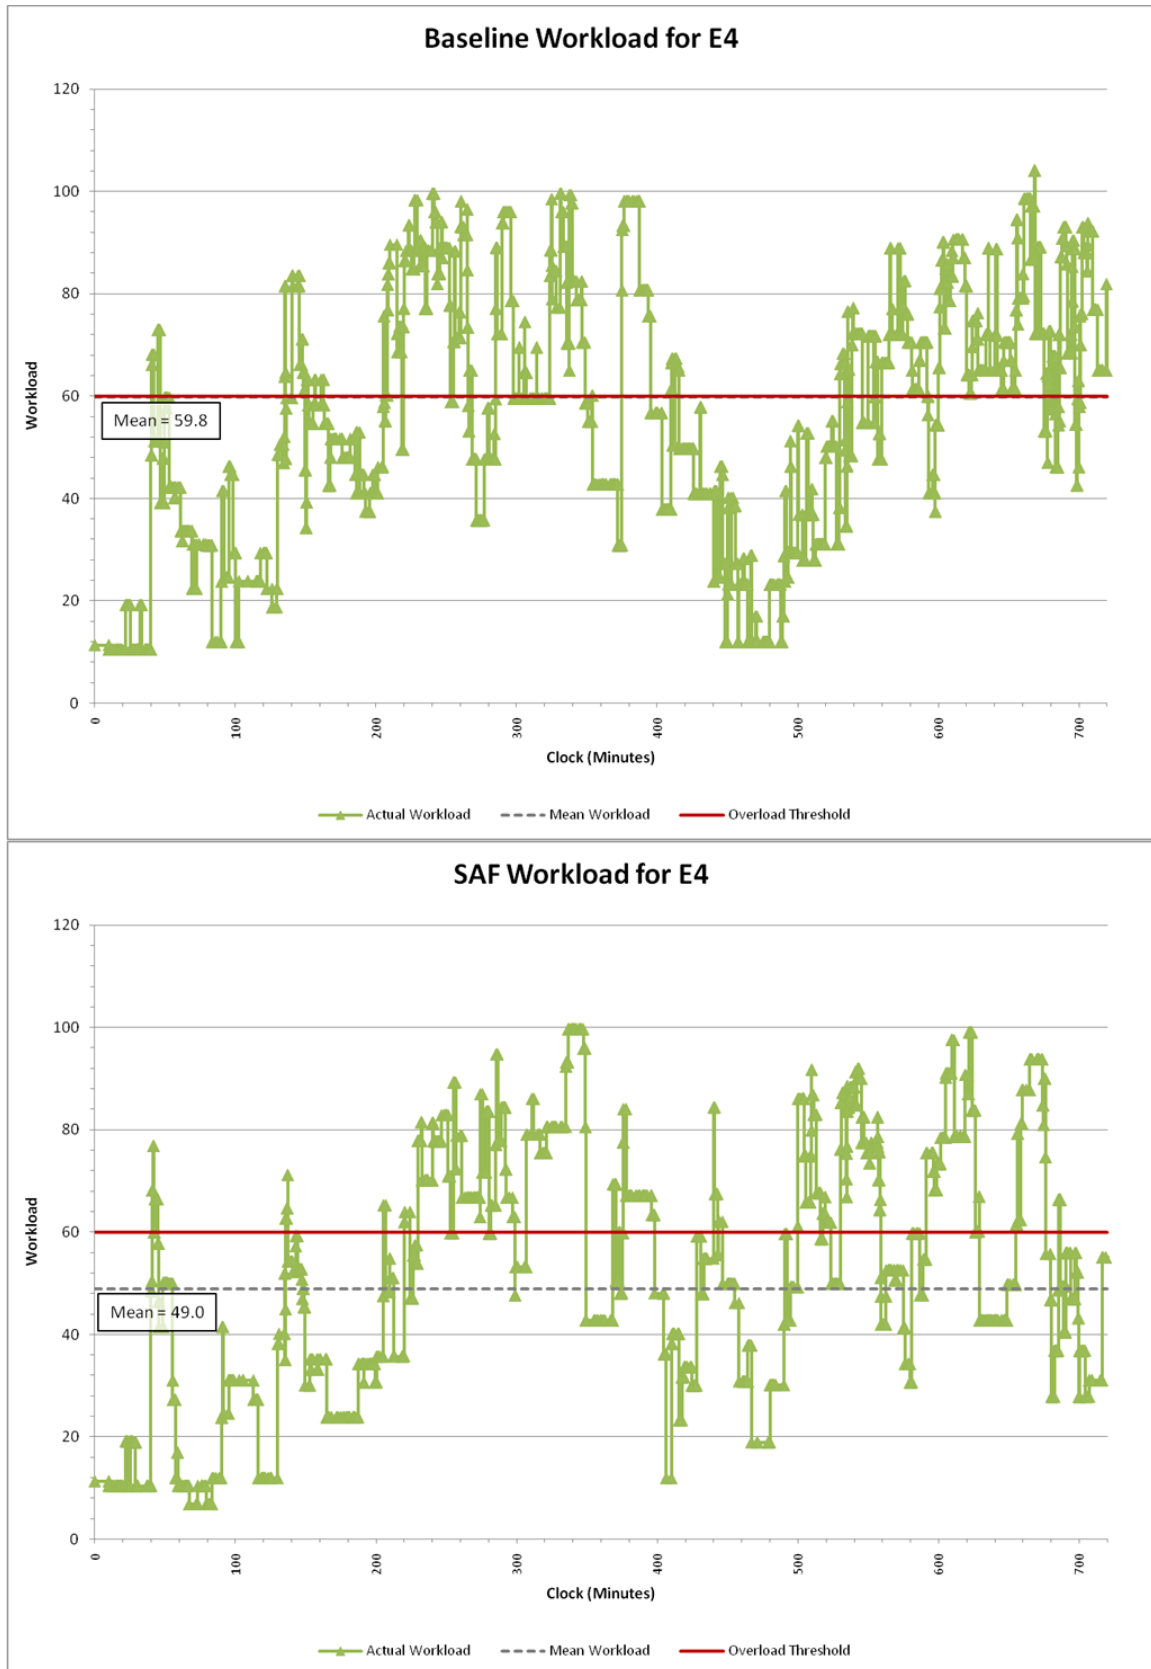 Baseline Workload for E4
120
100
80
60
40
20
0
Workload
Mean = 59.8
0 100 200 300 400 500 600 700
Clock (Minutes)
Actual Workload Mean Workload Overload Threshold
SAF Workload for E4
120
100
80
60
40
20
0
Workload
Mean = 49.0
0 100 200 300 400 500 600 700
Clock (Minutes)
Actual Workload Mean Workload Overload Threshold